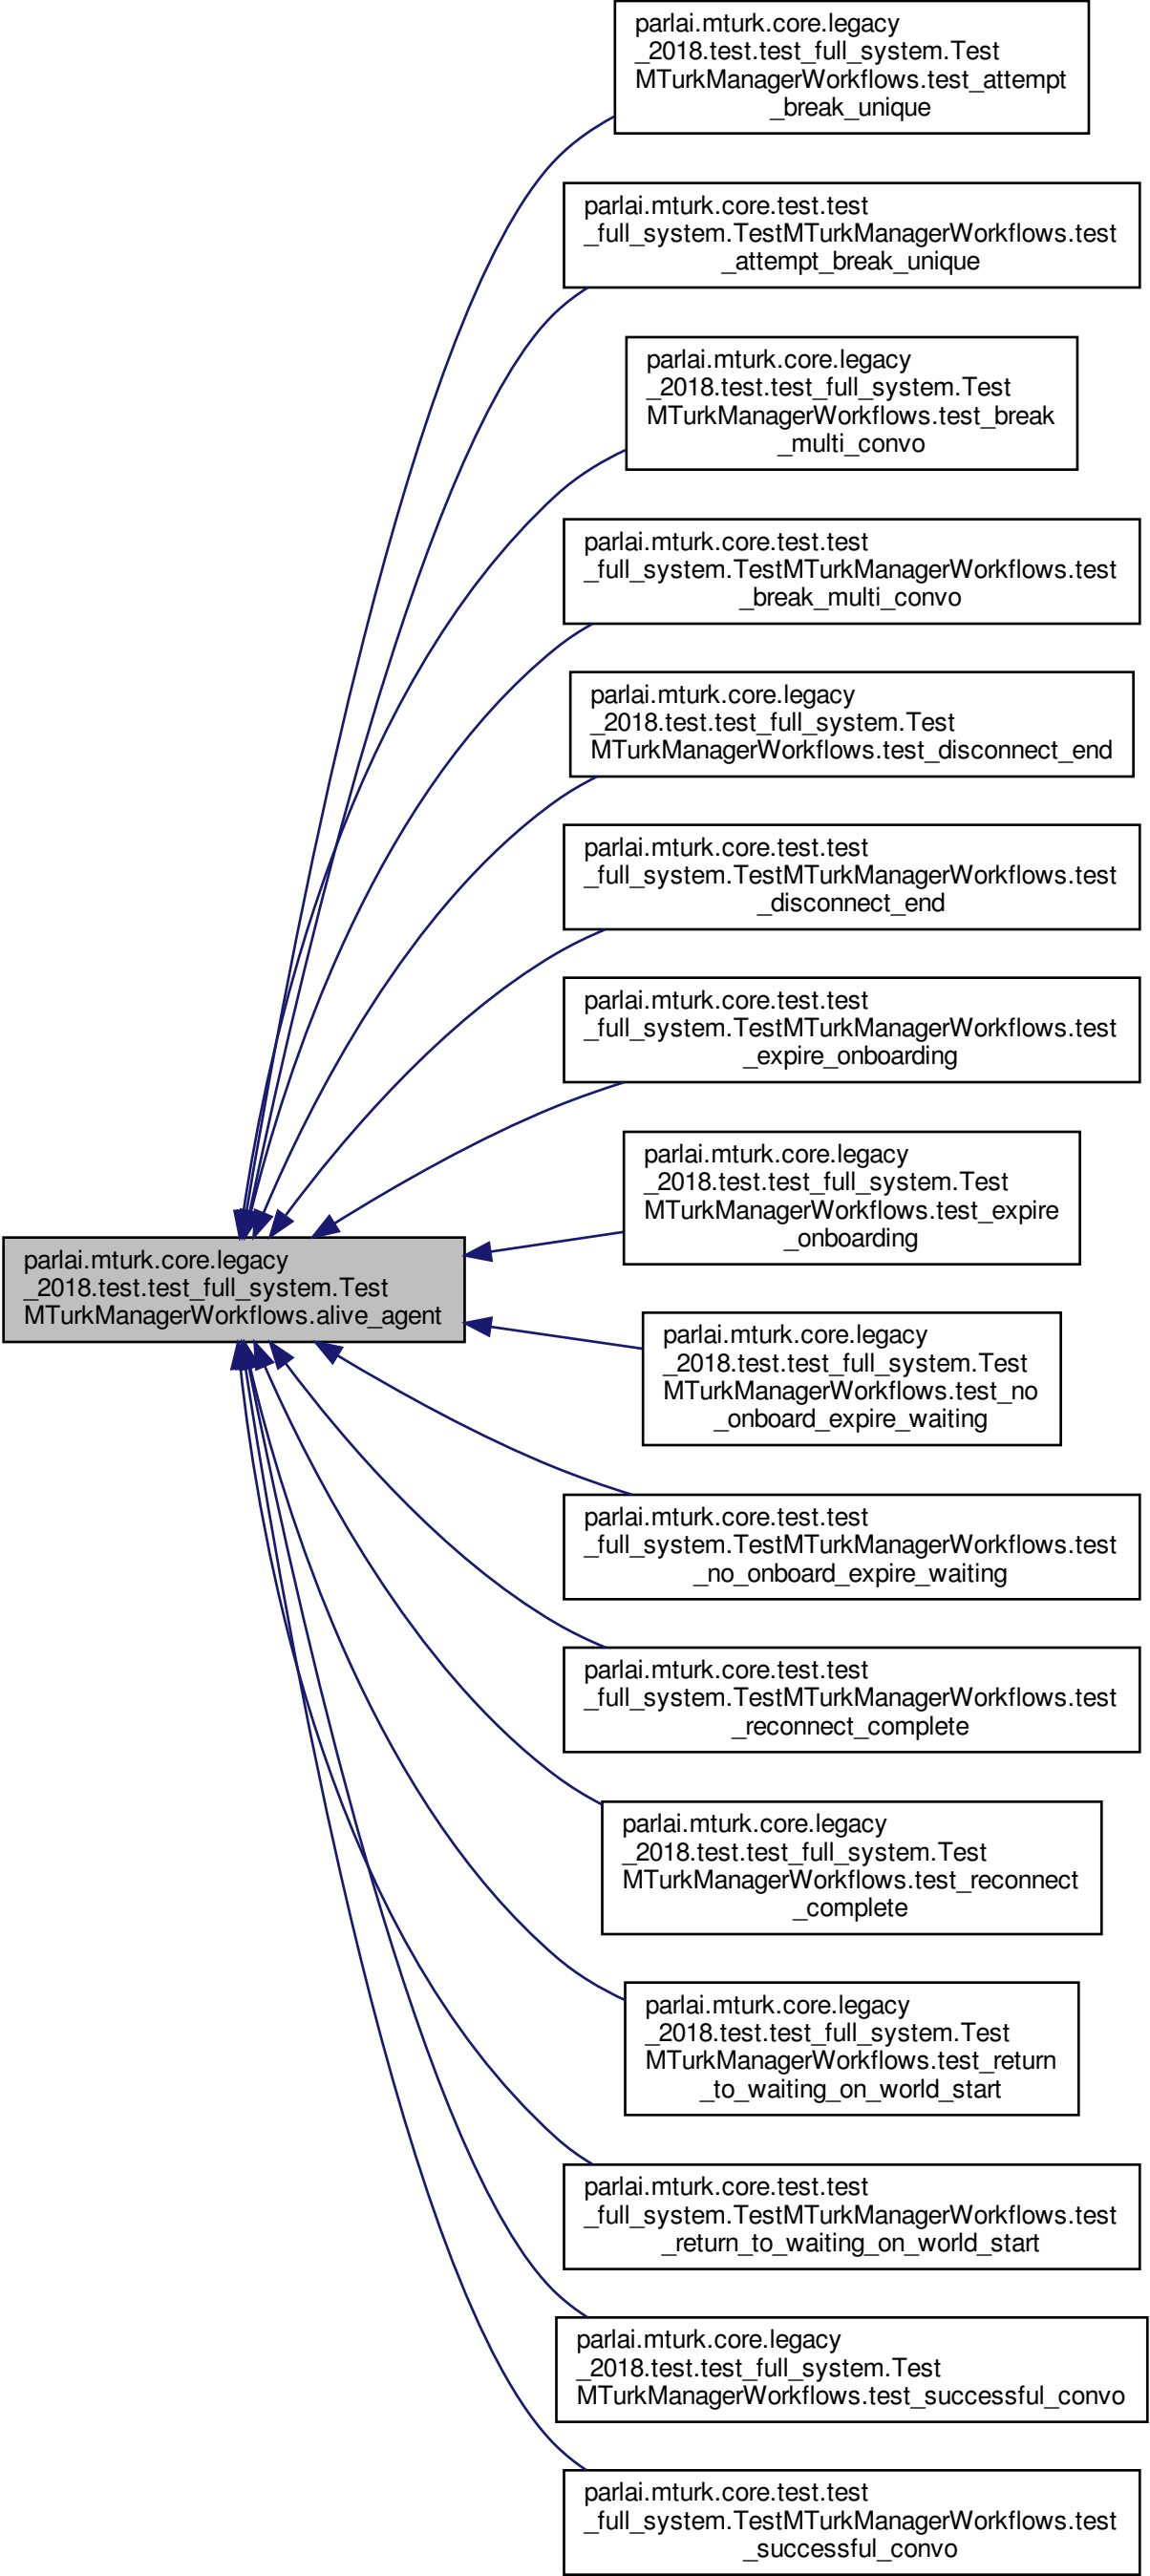 parlai.mturk.core.legacy
_2018.test.test_full_system.Test
MTurkManagerWorkflows.test_attempt
_break_unique
parlai.mturk.core.test.test
_full_system.TestMTurkManagerWorkflows.test
_attempt_break_unique
parlai.mturk.core.legacy
_2018.test.test_full_system.Test
MTurkManagerWorkflows.test_break
_multi_convo
parlai.mturk.core.test.test
_full_system.TestMTurkManagerWorkflows.test
_break_multi_convo
parlai.mturk.core.legacy
_2018.test.test_full_system.Test
MTurkManagerWorkflows.test_disconnect_end
parlai.mturk.core.test.test
_full_system.TestMTurkManagerWorkflows.test
_disconnect_end
parlai.mturk.core.test.test
_full_system.TestMTurkManagerWorkflows.test
_expire_onboarding
parlai.mturk.core.legacy
_2018.test.test_full_system.Test
MTurkManagerWorkflows.test_expire
_onboarding
parlai.mturk.core.legacy
_2018.test.test_full_system.Test
MTurkManagerWorkflows.alive_agent
parlai.mturk.core.legacy
_2018.test.test_full_system.Test
MTurkManagerWorkflows.test_no
_onboard_expire_waiting
parlai.mturk.core.test.test
_full_system.TestMTurkManagerWorkflows.test
_no_onboard_expire_waiting
parlai.mturk.core.test.test
_full_system.TestMTurkManagerWorkflows.test
_reconnect_complete
parlai.mturk.core.legacy
_2018.test.test_full_system.Test
MTurkManagerWorkflows.test_reconnect
_complete
parlai.mturk.core.legacy
_2018.test.test_full_system.Test
MTurkManagerWorkflows.test_return
_to_waiting_on_world_start
parlai.mturk.core.test.test
_full_system.TestMTurkManagerWorkflows.test
_return_to_waiting_on_world_start
parlai.mturk.core.legacy
_2018.test.test_full_system.Test
MTurkManagerWorkflows.test_successful_convo
parlai.mturk.core.test.test
_full_system.TestMTurkManagerWorkflows.test
_successful_convo